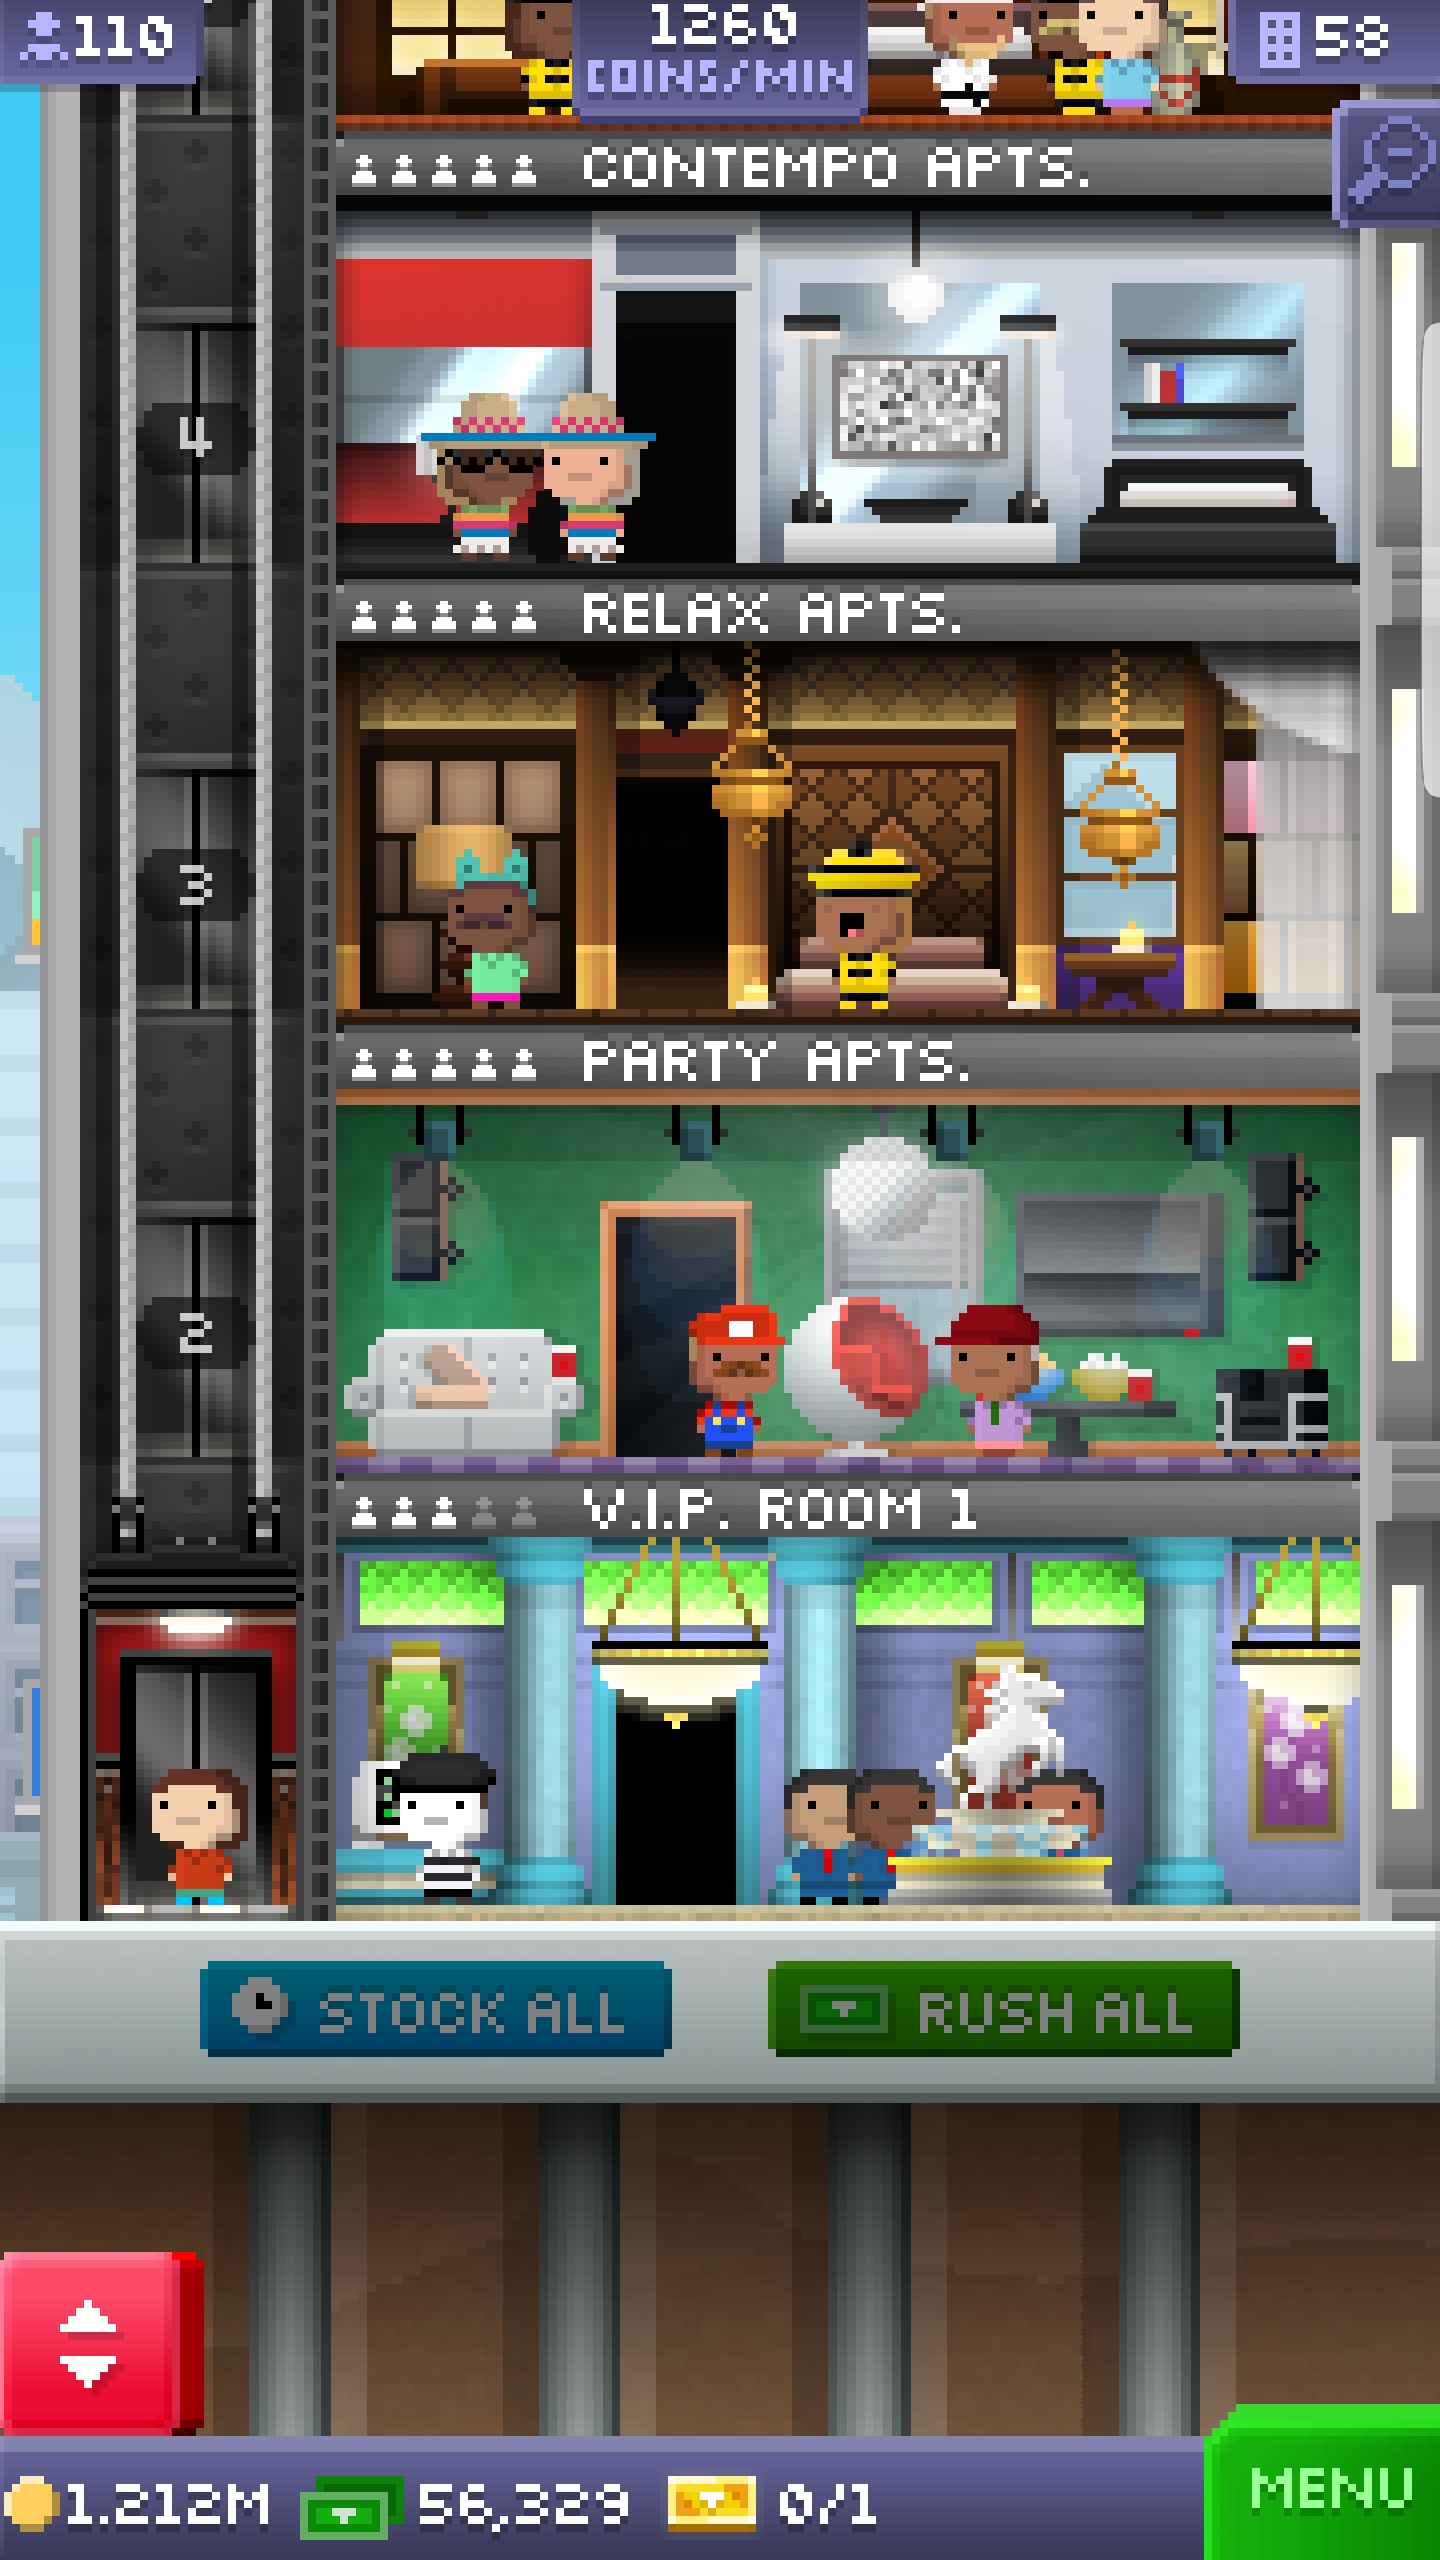 110
1260
COINS/MIN
58
CONTEMPO APTS.
4
RELAX APTS.
3
PARTY APTS.
2
V.I.P. ROOM 1
STOCK ALL
RUSH ALL
1.212M
56,329
0/1
MENU